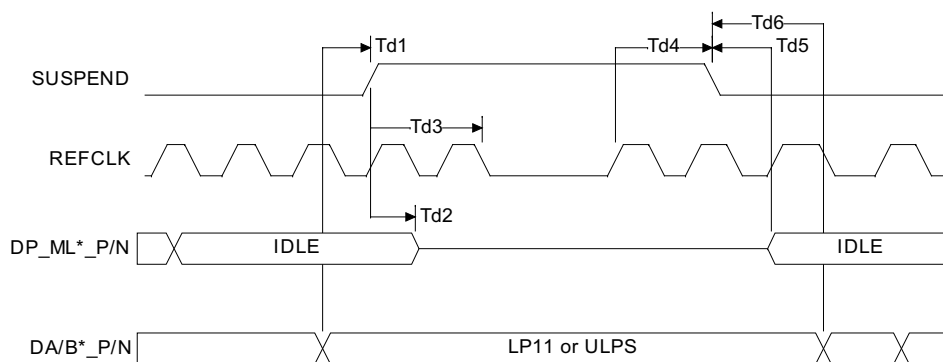 Td6
Td1
Td4
Td5
SUSPEND
Td3
REFCLK
Td2
DP_ML*_P/N
IDLE
IDLE
DA/B*_P/N
LP11 or ULPS